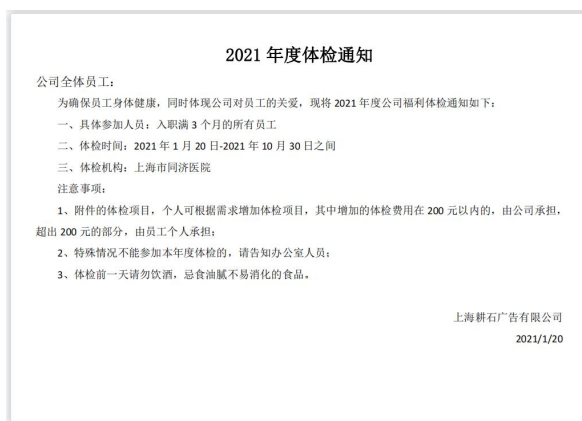 2021 年度体检通知
公司全体员工：
为确保员工身体健康，同时体现公司对员工的关爱，现将 2021 年度公司福利体检通知如下：
一、具体参加人员：入职满 3 个月的所有员工
二、体检时间：2021 年 1 月 20 日-2021 年 10 月 30 日之间
三、体检机构：上海市同济医院
注意事项：
1、附件的体检项目，个人可根据需求增加体检项目，其中增加的体检费用在 200 元以内的，由公司承担，
超出 200 元的部分，由员工个人承担；
2、特殊情况不能参加本年度体检的，请告知办公室人员；
3、体检前一天请勿饮酒，忌食油腻不易消化的食品。
上海耕石广告有限公司
2021/1/20